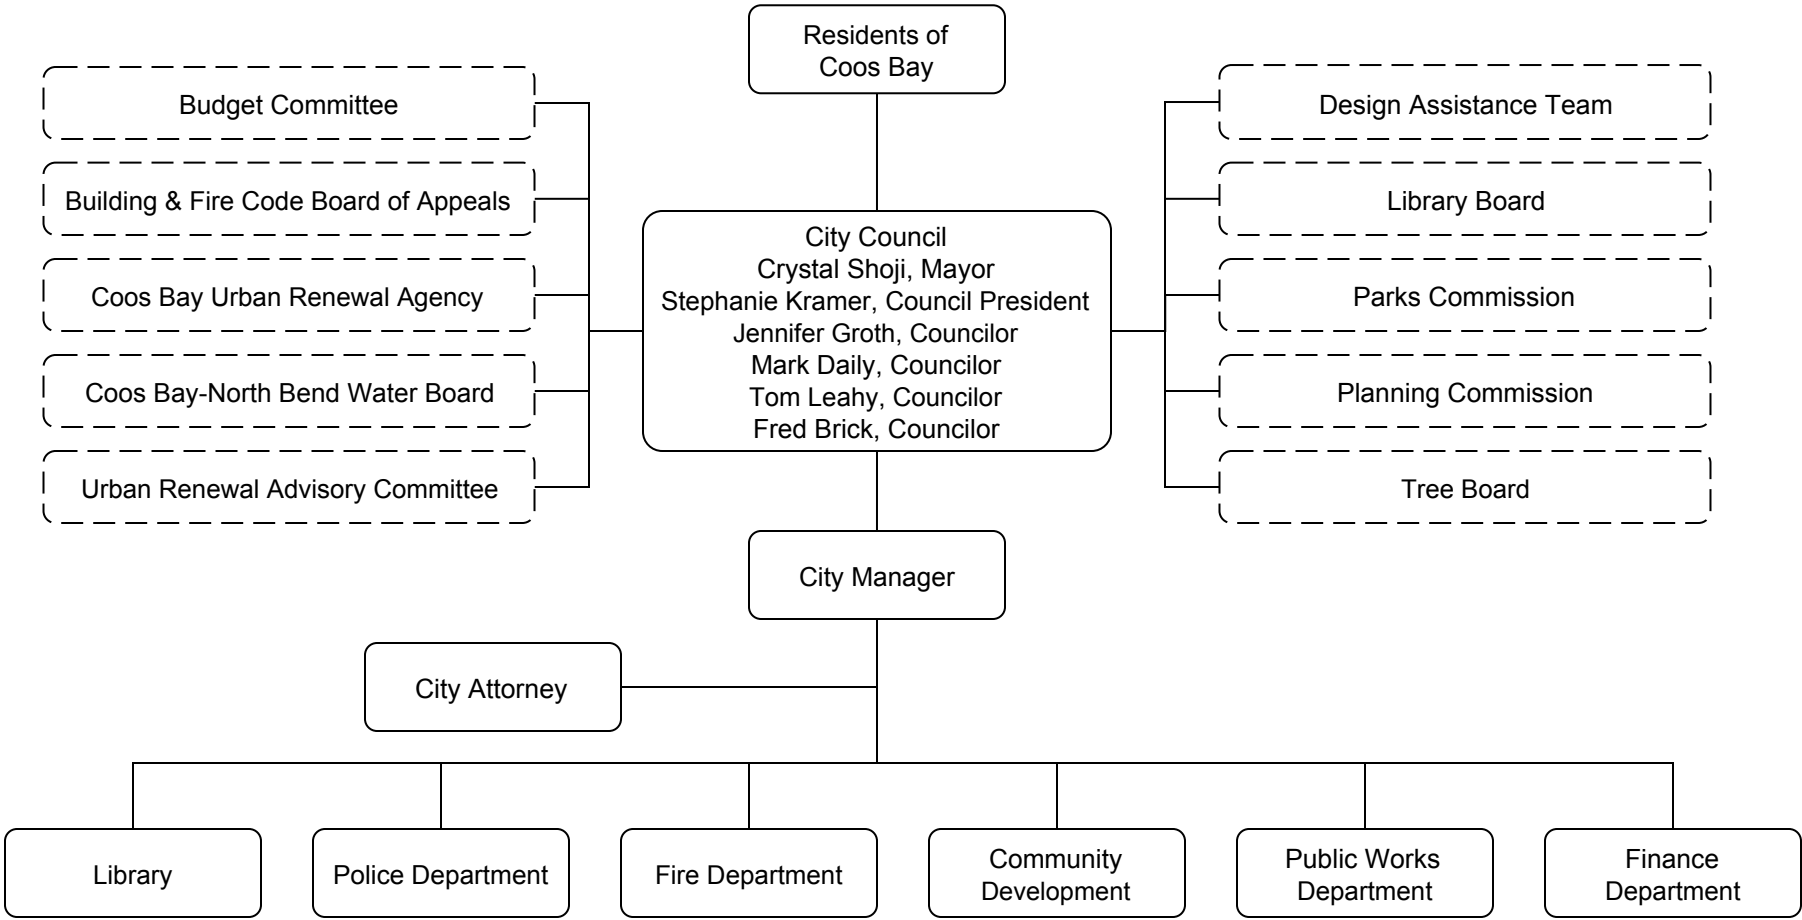 Residents of
Coos Bay
Budget Committee
Building & Fire Code Board of Appeals
Coos Bay Urban Renewal Agency
Coos Bay-North Bend Water Board
Urban Renewal Advisory Committee
City Council
Crystal Shoji, Mayor
Stephanie Kramer, Council President
Jennifer Groth, Councilor
Mark Daily, Councilor
Tom Leahy, Councilor
Fred Brick, Councilor
Design Assistance Team
Library Board
Parks Commission
Planning Commission
Tree Board
City Manager
City Attorney
Library
Police Department
Fire Department
Community
Development
Public Works
Department
Finance
Department